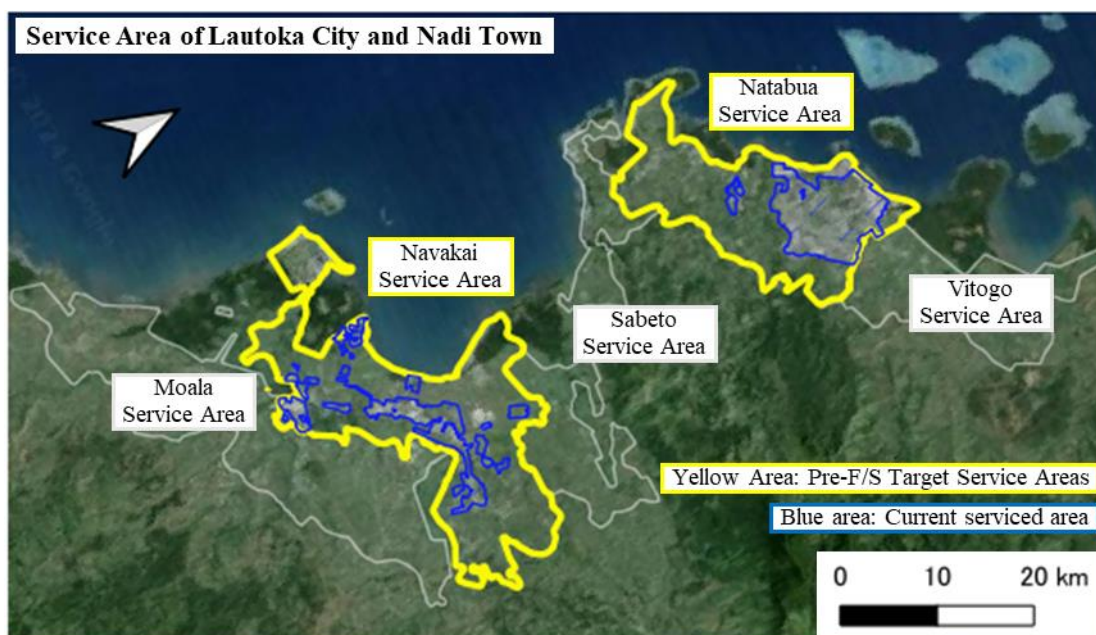 Service Area of Lautoka City and Nadi Town
Natabua
Service Area
Navakai
Service Area
Sabeto
Service Area
Vitogo
Service Area
Moala
Service Area
Yellow Area: Pre-F/S Target Service Areas
Blue area: Current serviced area
0 10 20 km